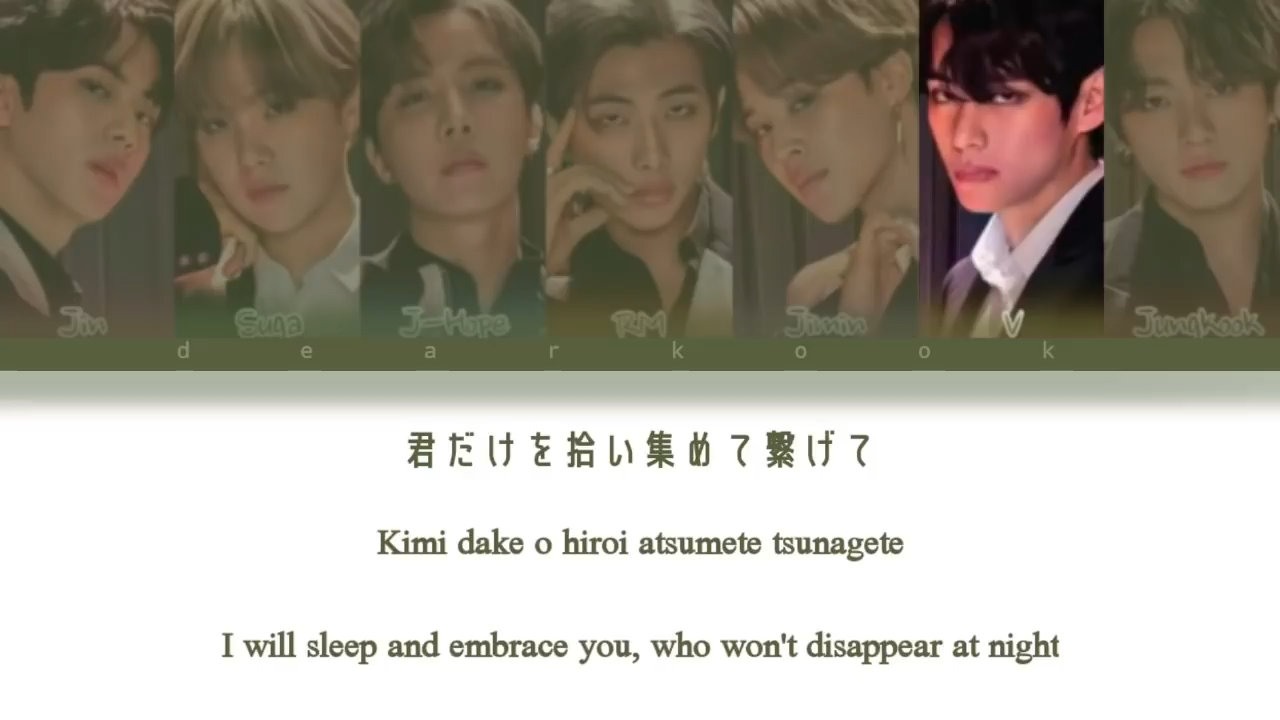 Jin Suga J-Hope RM Jimin V Jungkook
d e a r k o o k
君だけを拾い集めて繋げて
Kimi dake o hiroi atsumete tsunagete
I will sleep and embrace you, who won't disappear at night